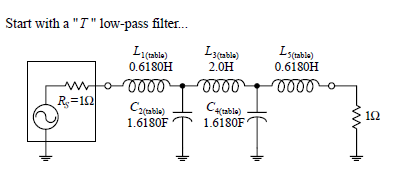 Start with a "T" low-pass filter...
L1(table) L3(table) L5(table)
0.6180H 2.0H 0.6180H
RS=1Ω
C2(table) C4(table) 1Ω
1.6180F 1.6180F